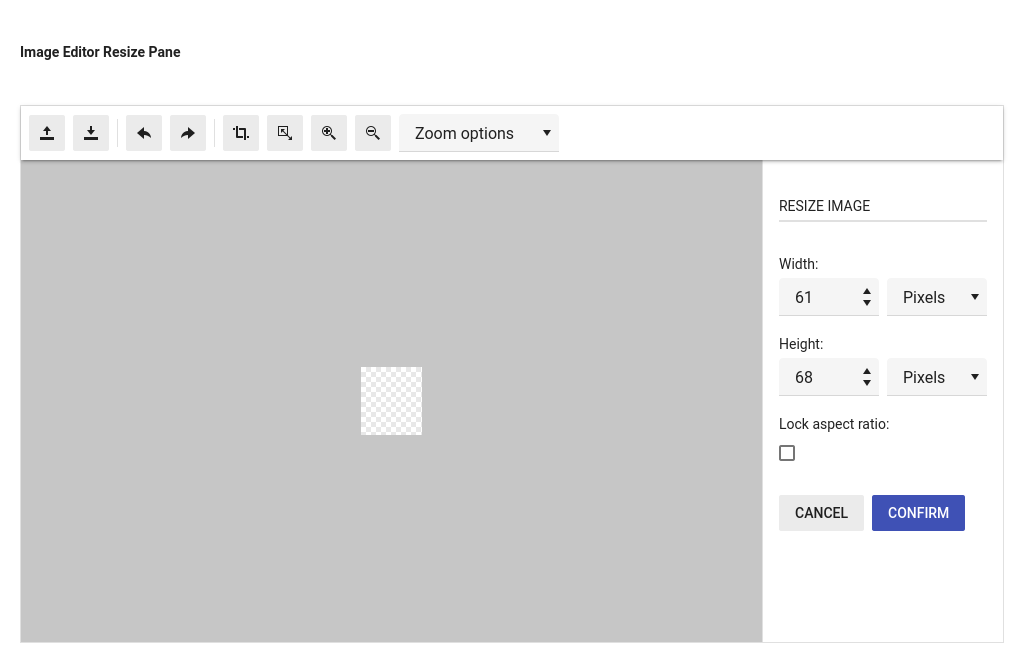 Image Editor Resize Pane
Zoom options
RESIZE IMAGE
Width:
61 Pixels
Height:
68 Pixels
Lock aspect ratio:
CANCEL CONFIRM